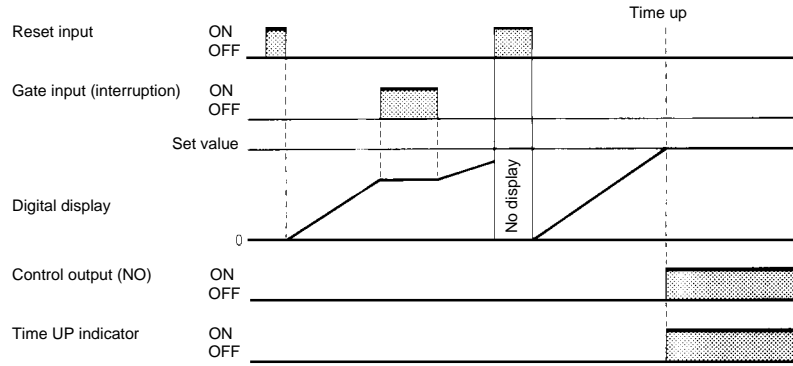 Time up
Reset input ON
OFF
Gate input (interruption) ON
OFF
Set value
No display
Digital display
0
Control output (NO) ON
OFF
Time UP indicator ON
OFF